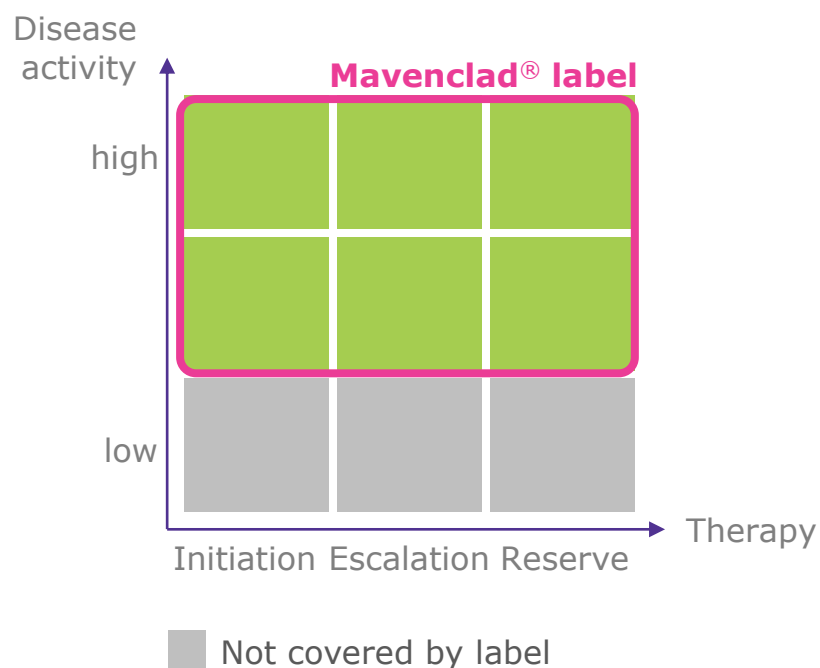 Disease
activity
Mavenclad® label
high
low
Therapy
Initiation Escalation Reserve
Not covered by label